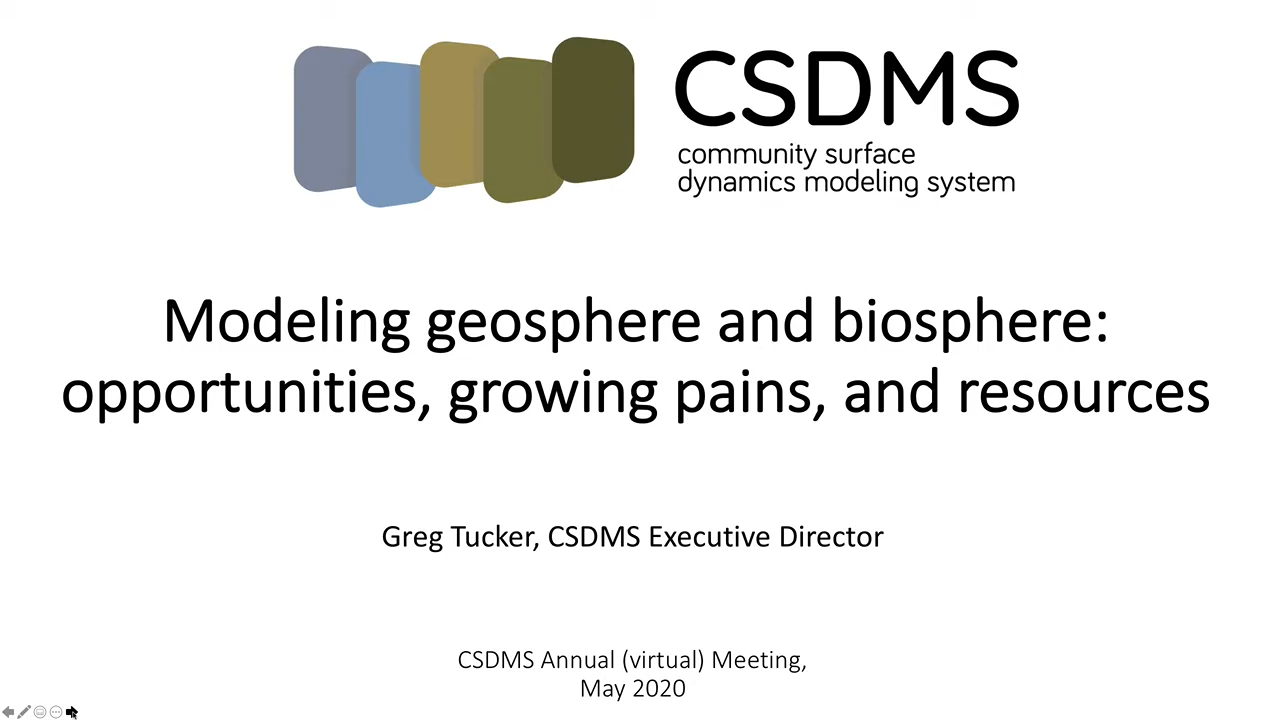 CSDMS
community surface
dynamics modeling system
Modeling geosphere and biosphere:
opportunities, growing pains, and resources
Greg Tucker, CSDMS Executive Director
CSDMS Annual (virtual) Meeting,
May 2020